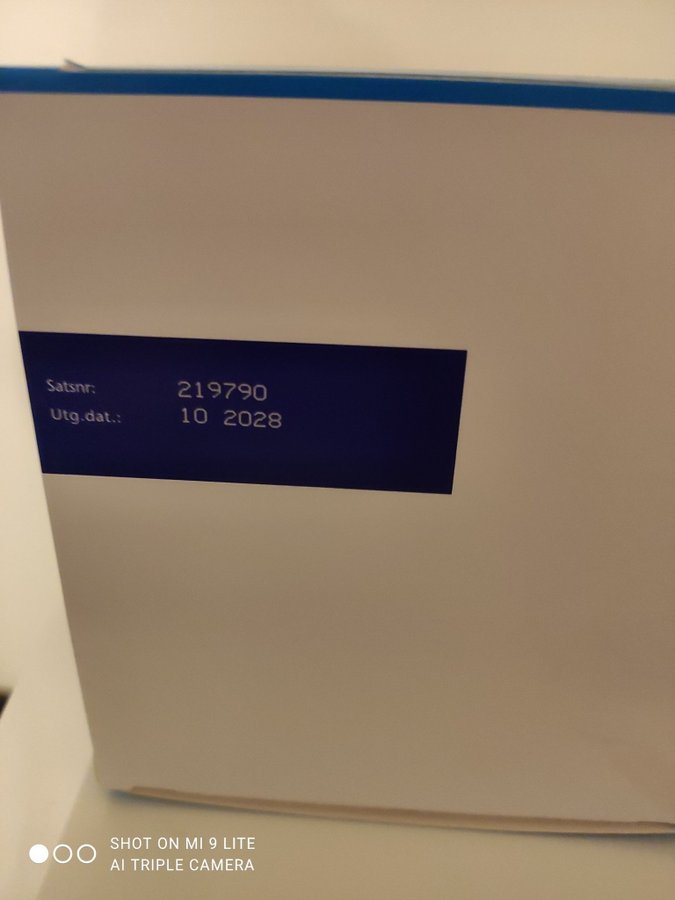 Satsnr: 219790
Utg.dat.: 10 2028
SHOT ON MI 9 LITE
AI TRIPLE CAMERA